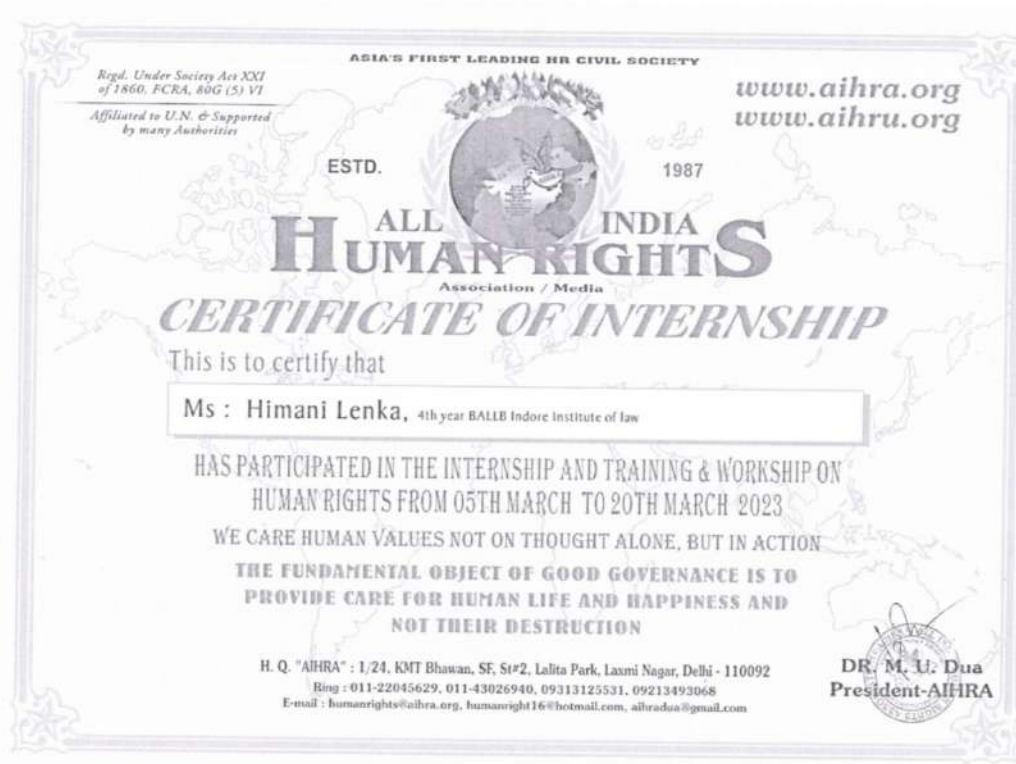 ASIA'S FIRST LEADING HR CIVIL SOCIETY
Regd. Under Society Act XXI
of 1860, FCRA, 80G (5) VI
Affiliated to U.N. & Supported
by many Authorities
www.aihra.org
www.aihru.org
ESTD.
1987
ALL INDIA
HUMAN RIGHTS
Association / Media
CERTIFICATE OF INTERNSHIP
This is to certify that
Ms : Himani Lenka, 4th year BALLB Indore Institute of law
HAS PARTICIPATED IN THE INTERNSHIP AND TRAINING & WORKSHIP ON
HUMAN RIGHTS FROM 05TH MARCH TO 20TH MARCH 2023
WE CARE HUMAN VALUES NOT ON THOUGHT ALONE, BUT IN ACTION
THE FUNDAMENTAL OBJECT OF GOOD GOVERNANCE IS TO
PROVIDE CARE FOR HUMAN LIFE AND HAPPINESS AND
NOT THEIR DESTRUCTION
H. Q. "AIHRA" : 1/24, KMT Bhawan, SF, St#2, Lalita Park, Laxmi Nagar, Delhi - 110092
Ring : 011-22045629, 011-43026940, 09313125531, 09213493068
E-mail : humanrights@aihra.org, humanright16@hotmail.com, aihradua@gmail.com
DR. M. U. Dua
President-AIHRA